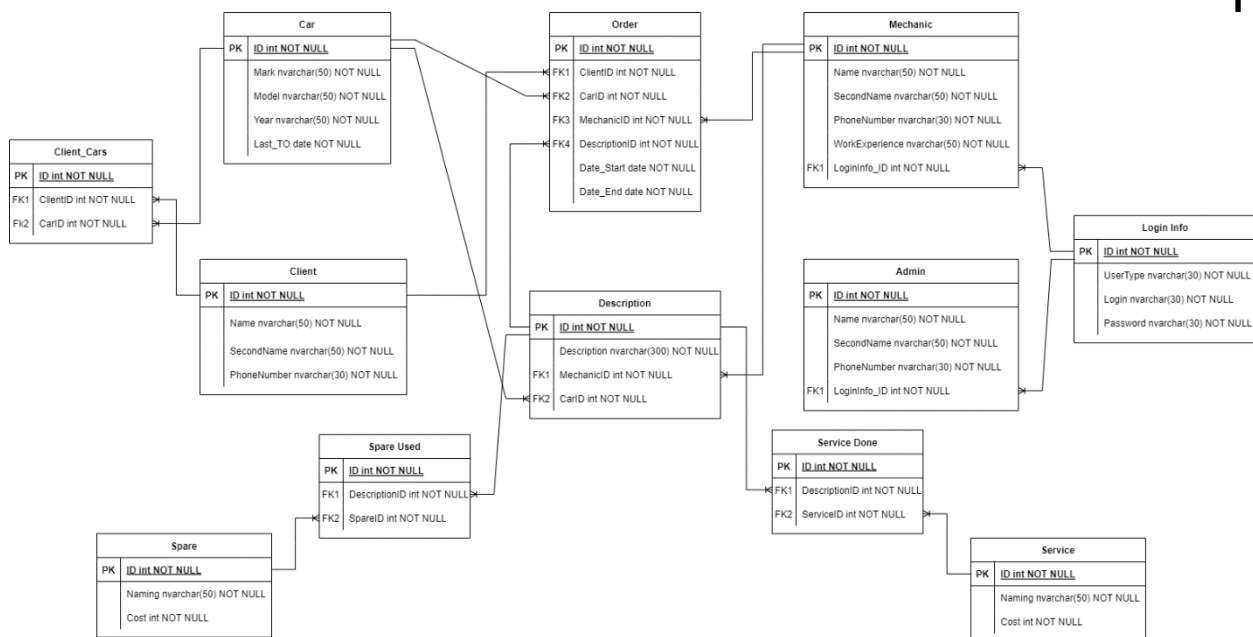 Car
PK ID int NOT NULL
Mark nvarchar(50) NOT NULL
Model nvarchar(50) NOT NULL
Year nvarchar(50) NOT NULL
Last_TO date NOT NULL
Order
PK ID int NOT NULL
FK1 ClientID int NOT NULL
FK2 CarID int NOT NULL
FK3 MechanicID int NOT NULL
FK4 DescriptionID int NOT NULL
Date_Start date NOT NULL
Date_End date NOT NULL
Mechanic
PK ID int NOT NULL
Name nvarchar(50) NOT NULL
SecondName nvarchar(50) NOT NULL
PhoneNumber nvarchar(30) NOT NULL
WorkExperience nvarchar(50) NOT NULL
FK1 LoginInfo_ID int NOT NULL
Client_Cars
PK ID int NOT NULL
FK1 ClientID int NOT NULL
Fk2 CarID int NOT NULL
Client
PK ID int NOT NULL
Name nvarchar(50) NOT NULL
SecondName nvarchar(50) NOT NULL
PhoneNumber nvarchar(30) NOT NULL
Description
PK ID int NOT NULL
Description nvarchar(300) NOT NULL
FK1 MechanicID int NOT NULL
FK2 CarID int NOT NULL
Admin
PK ID int NOT NULL
Name nvarchar(50) NOT NULL
SecondName nvarchar(50) NOT NULL
PhoneNumber nvarchar(30) NOT NULL
FK1 LoginInfo_ID int NOT NULL
Login Info
PK ID int NOT NULL
UserType nvarchar(30) NOT NULL
Login nvarchar(30) NOT NULL
Password nvarchar(30) NOT NULL
Spare Used
PK ID int NOT NULL
FK1 DescriptionID int NOT NULL
FK2 SpareID int NOT NULL
Service Done
PK ID int NOT NULL
FK1 DescriptionID int NOT NULL
FK2 ServiceID int NOT NULL
Spare
PK ID int NOT NULL
Naming nvarchar(50) NOT NULL
Cost int NOT NULL
Service
PK ID int NOT NULL
Naming nvarchar(50) NOT NULL
Cost int NOT NULL